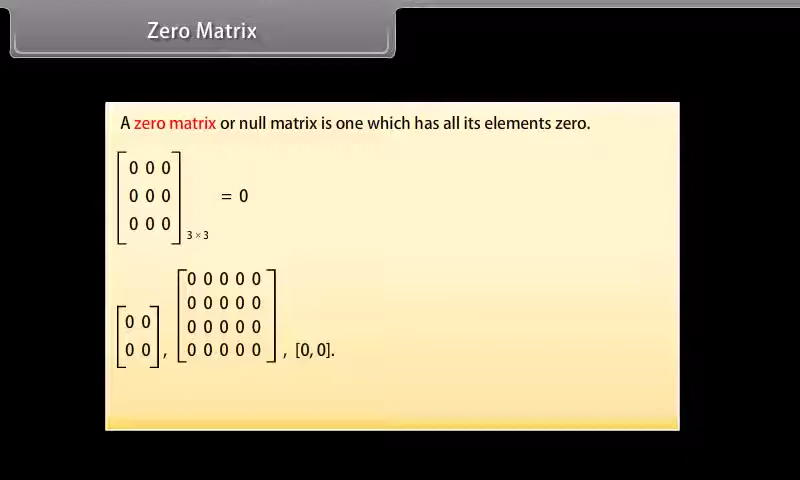 Zero Matrix
A zero matrix or null matrix is one which has all its elements zero.
[0 0 0
0 0 0
0 0 0] 3 × 3 = 0
[0 0
0 0],
[0 0 0 0 0
0 0 0 0 0
0 0 0 0 0
0 0 0 0 0], [0, 0].